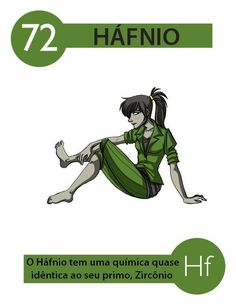 72
HÁFNIO
O Háfnio tem uma química quase
idêntica ao seu primo, Zircônio
Hf